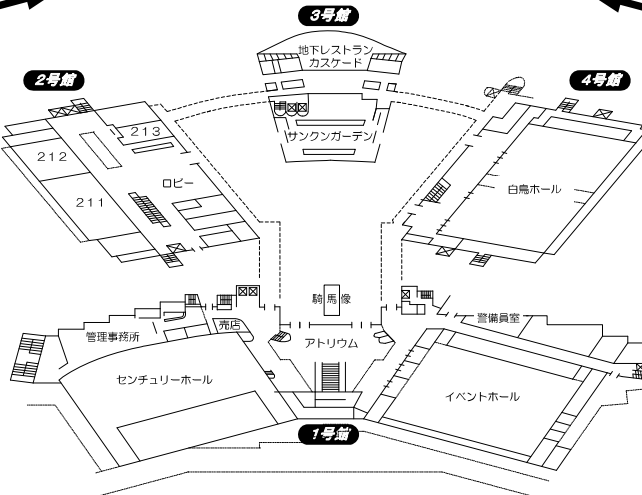 3号館
地下レストラン
カスケード
2号館
4号館
213
サンクンガーデン
212
ロビー
白鳥ホール
211
騎馬像
警備員室
売店
管理事務所
アトリウム
センチュリーホール
イベントホール
1号館